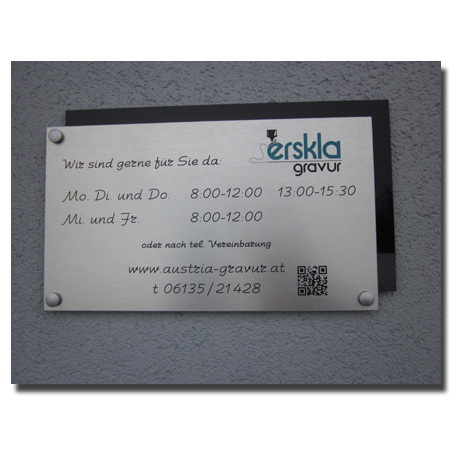 erskla
gravur
Wir sind gerne für Sie da:
Mo. Di. und Do. 8:00-12:00 13:00-15:30
Mi. und Fr. 8:00-12:00
oder nach tel. Vereinbarung
www.austria-gravur.at
t 06135/21428